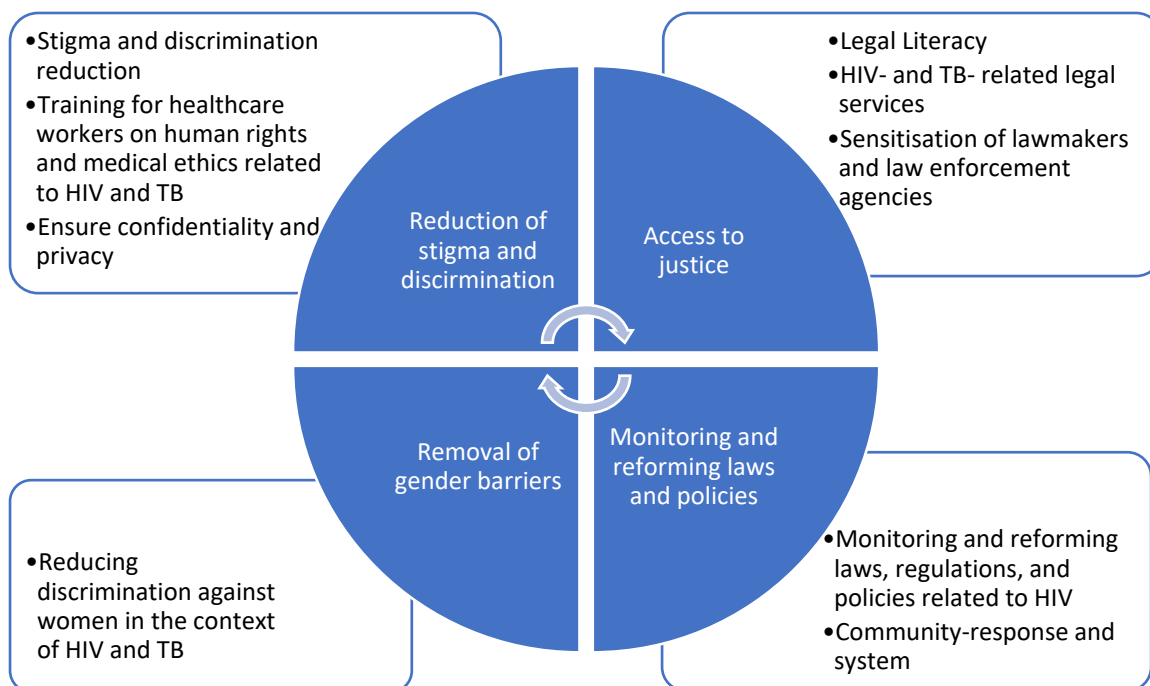 •Stigma and discrimination
reduction
•Training for healthcare
workers on human rights
and medical ethics related
to HIV and TB
•Ensure confidentiality and
privacy
•Legal Literacy
•HIV- and TB- related legal
services
•Sensitisation of lawmakers
and law enforcement
agencies
Reduction of
stigma and
discirmination
Access to
justice
Removal of
gender barriers
Monitoring and
reforming laws
and policies
•Reducing
discrimination against
women in the context
of HIV and TB
•Monitoring and reforming
laws, regulations, and
policies related to HIV
•Community-response and
system